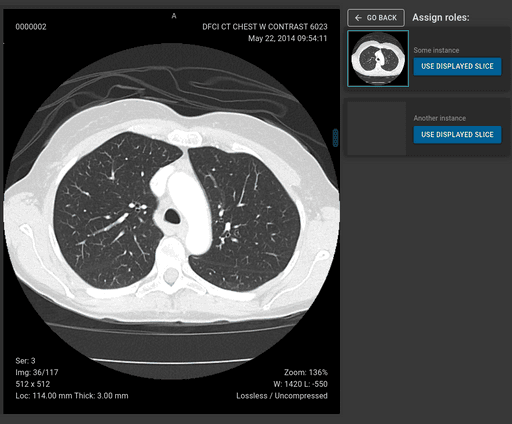 A
0000002
DFCI CT CHEST W CONTRAST 6023
May 22, 2014 09:54:11
Ser: 3
Img: 36/117
512 x 512
Loc: 114.00 mm Thick: 3.00 mm
Zoom: 136%
W: 1420 L: -550
Lossless / Uncompressed
GO BACK
Assign roles:
Some instance
USE DISPLAYED SLICE
Another instance
USE DISPLAYED SLICE